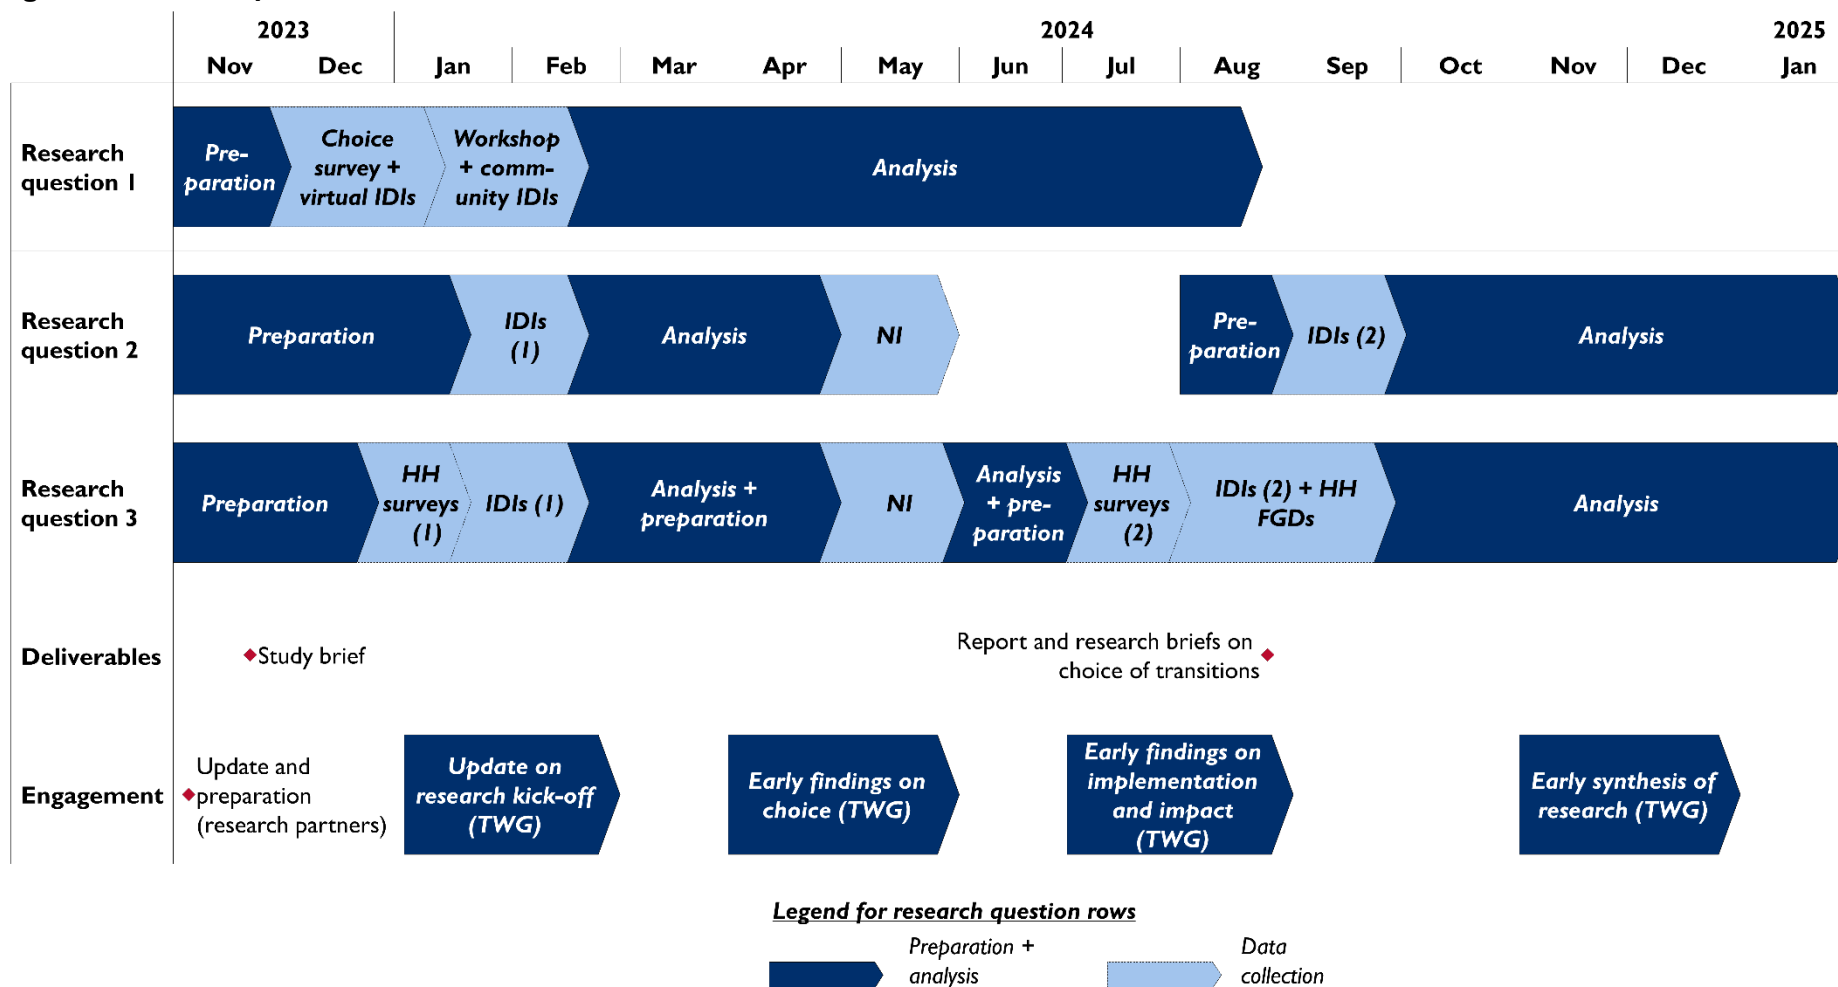 2023 2024 2025
Nov Dec Jan Feb Mar Apr May Jun Jul Aug Sep Oct Nov Dec Jan
Research
question 1
Pre-
paration
Choice
survey +
virtual IDIs
Workshop
+ comm-
unity IDIs
Analysis
Research
question 2
Preparation
IDIs
(1)
Analysis
NI
Pre-
paration
IDIs (2)
Analysis
Research
question 3
Preparation
HH
surveys
(1)
IDIs (1)
Analysis +
preparation
NI
Analysis
+ pre-
paration
HH
surveys
(2)
IDIs (2) + HH
FGDs
Analysis
Deliverables
Study brief
Report and research briefs on
choice of transitions
Engagement
Update and
preparation
(research partners)
Update on
research kick-off
(TWG)
Early findings on
choice (TWG)
Early findings on
implementation
and impact
(TWG)
Early synthesis of
research (TWG)
Legend for research question rows
Preparation +
analysis
Data
collection